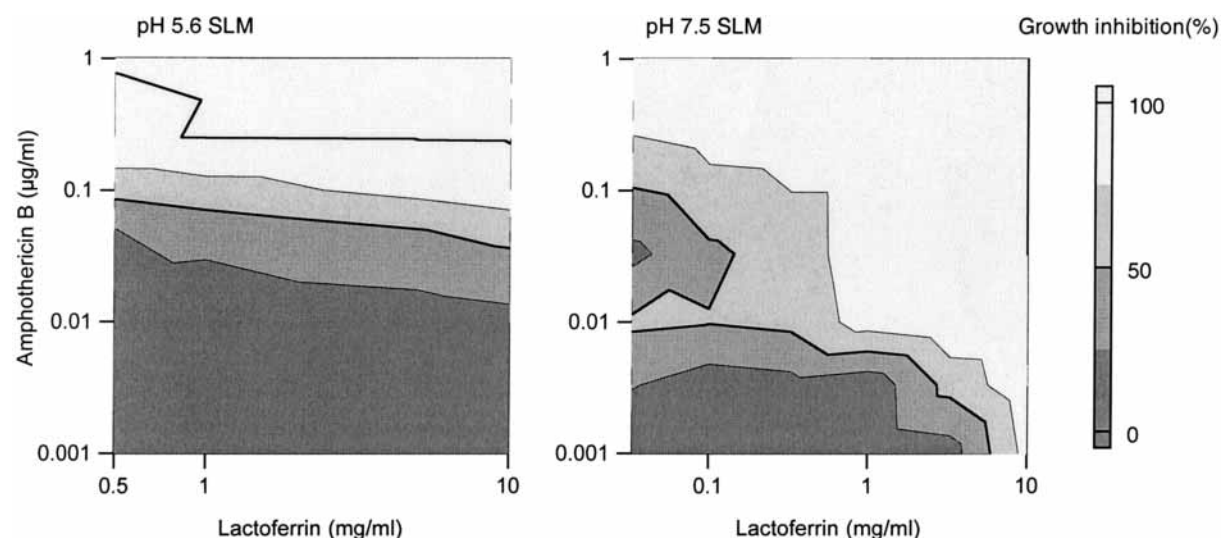 pH 5.6 SLM
pH 7.5 SLM
Growth inhibition(%)
Amphothericin B (µg/ml)
1
0.1
0.01
0.001
0.5
1
10
Lactoferrin (mg/ml)
1
0.1
0.01
0.001
0.1
1
10
Lactoferrin (mg/ml)
100
50
0